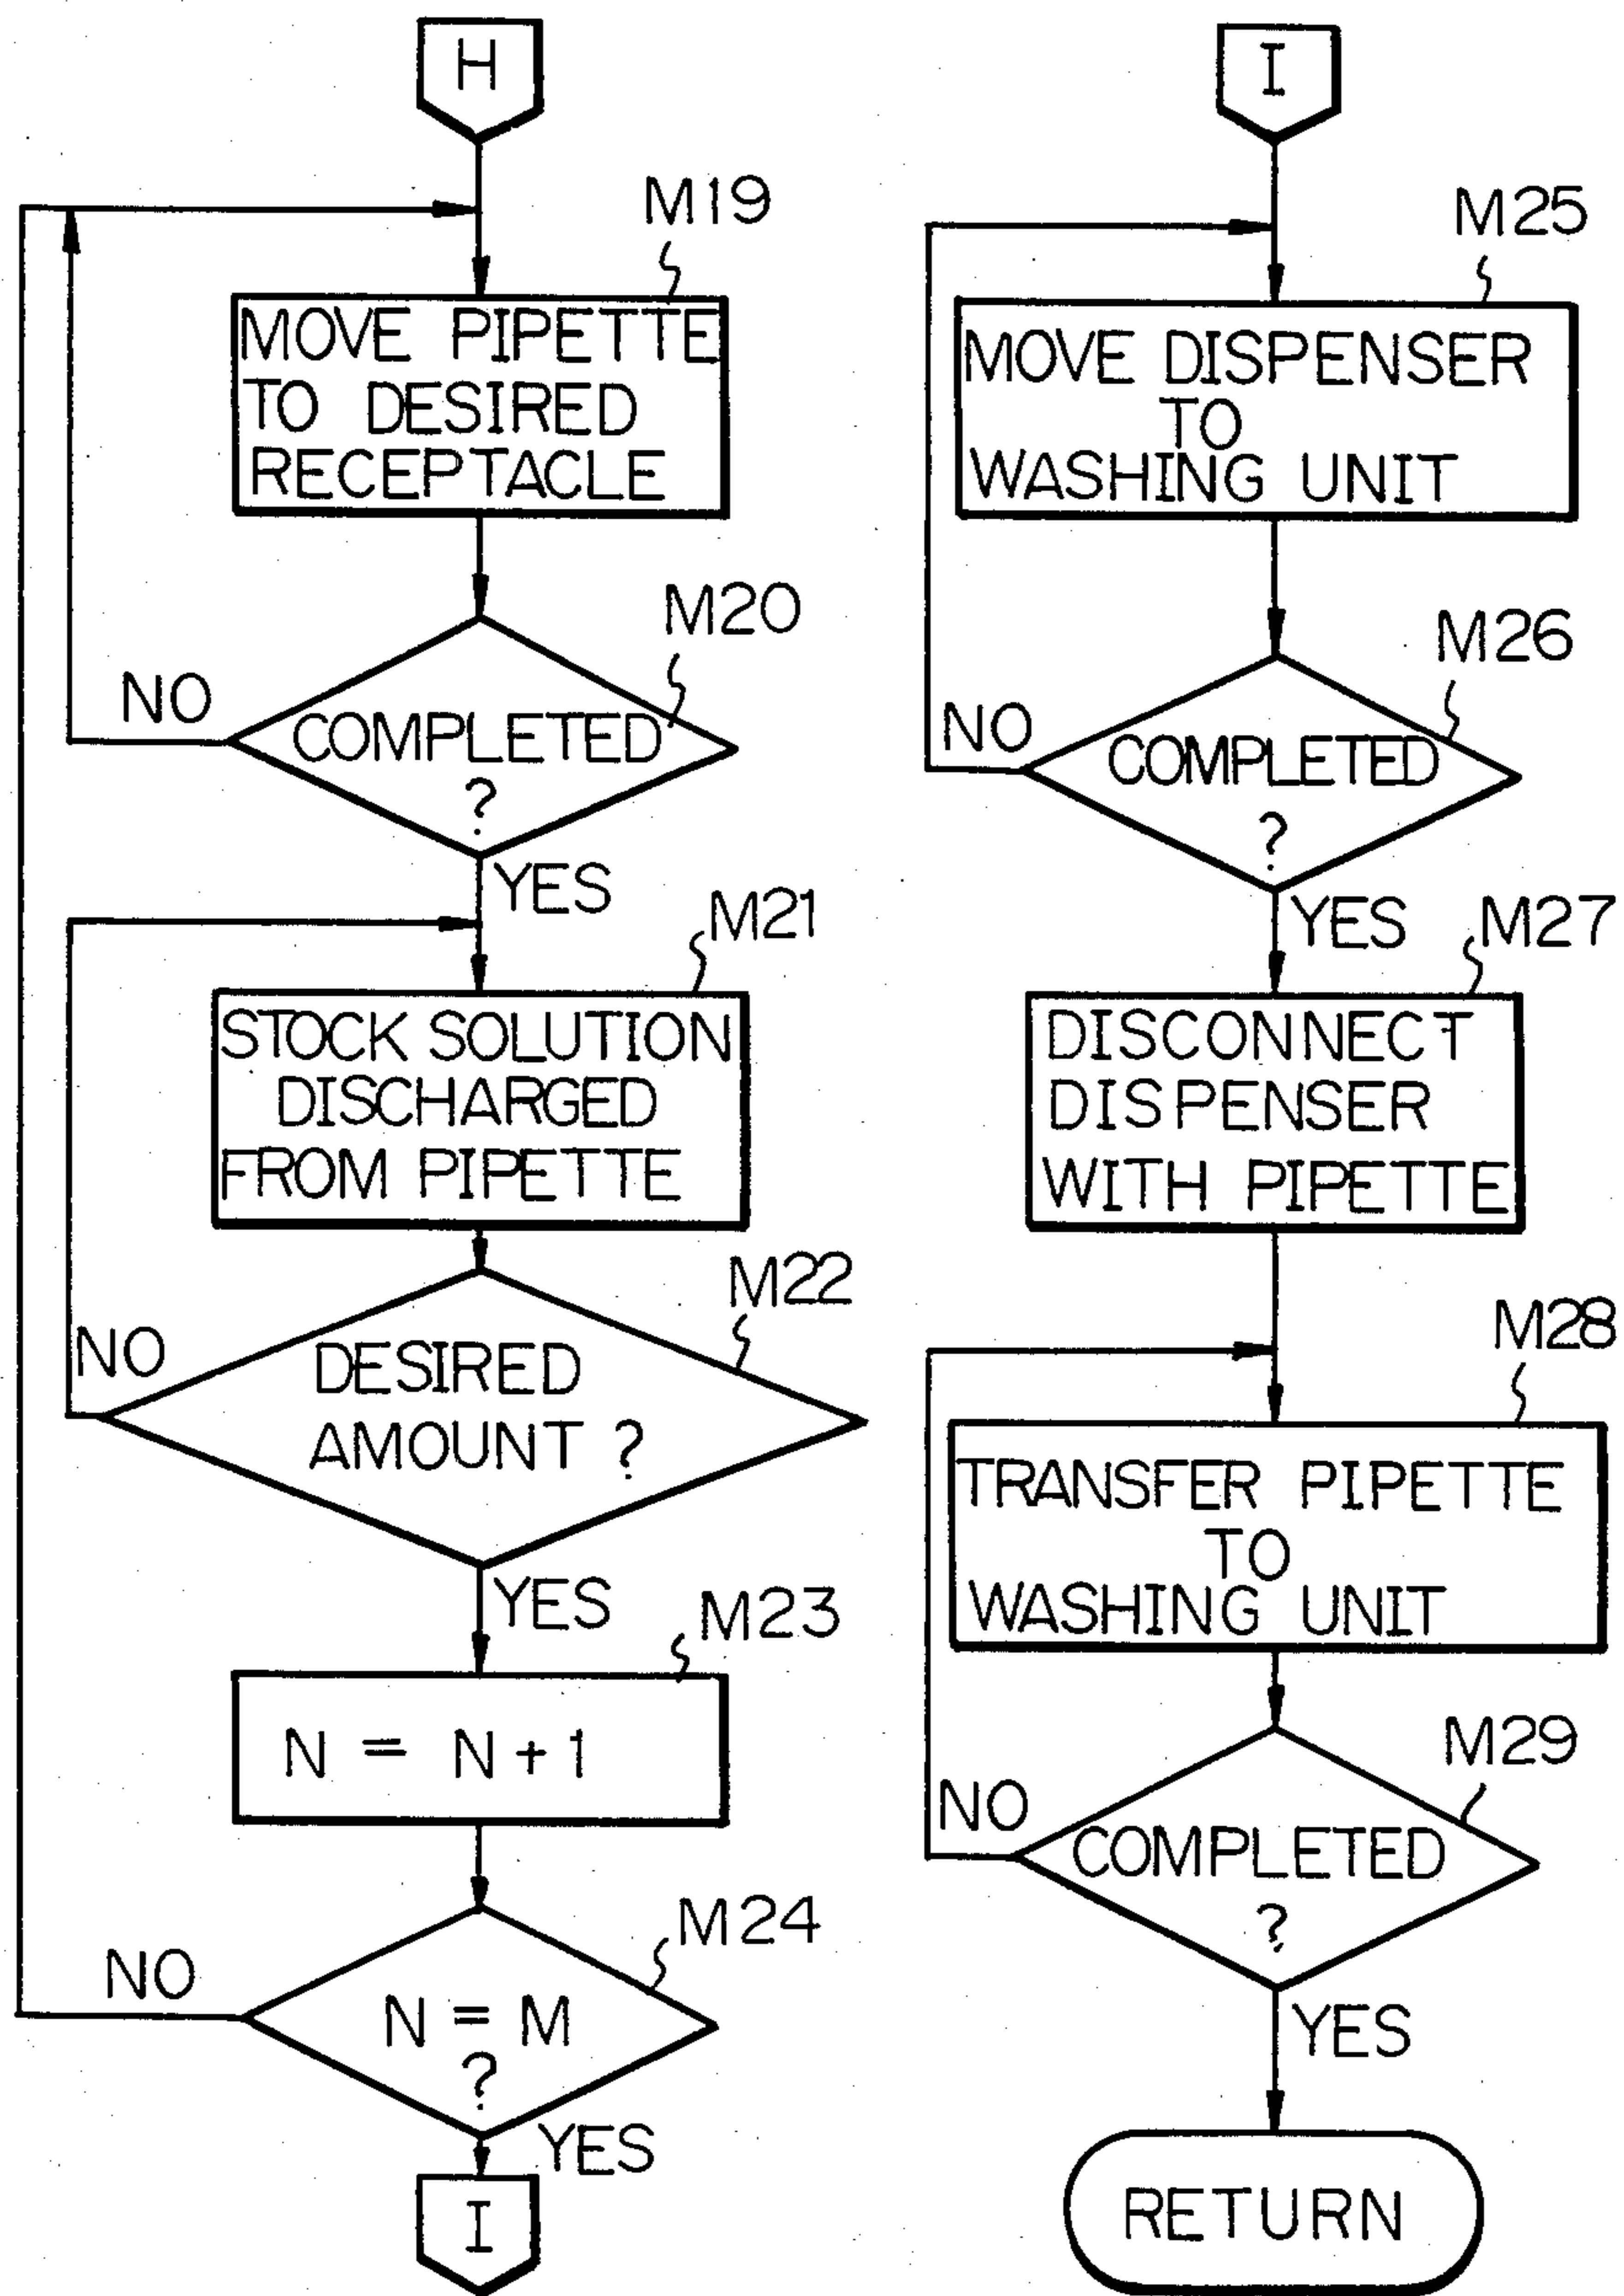 H
M19
MOVE PIPETTE
TO DESIRED
RECEPTACLE
M20
NO
COMPLETED
?
YES
M21
STOCK SOLUTION
DISCHARGED
FROM PIPETTE
M22
NO
DESIRED
AMOUNT ?
YES
M23
N = N+1
M24
NO
N = M
?
YES
I
I
M25
MOVE DISPENSER
TO
WASHING UNIT
M26
NO
COMPLETED
?
YES
M27
DISCONNECT
DISPENSER
WITH PIPETTE
M28
TRANSFER PIPETTE
TO
WASHING UNIT
M29
NO
COMPLETED
?
YES
RETURN